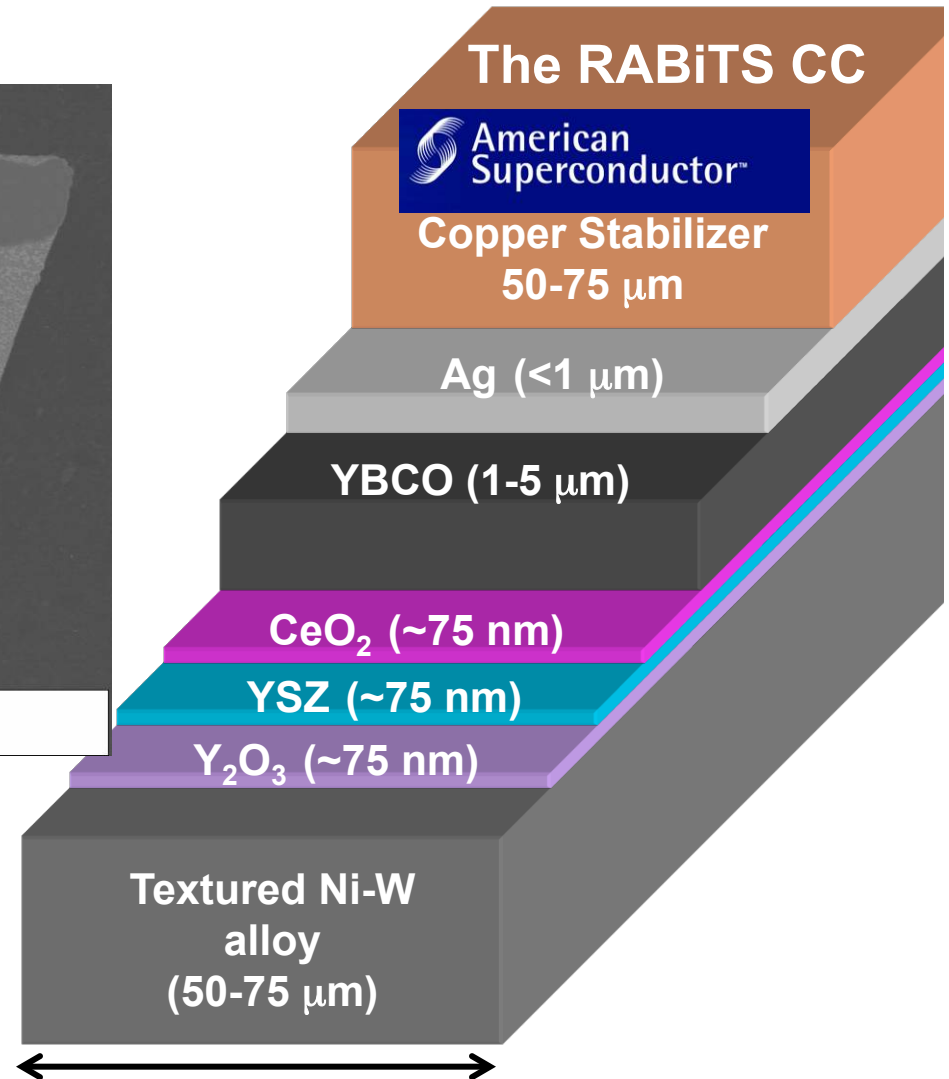 The RABiTS CC
American
Superconductor™
Copper Stabilizer
50-75 μm
Ag (<1 μm)
YBCO (1-5 μm)
CeO₂ (~75 nm)
YSZ (~75 nm)
Y₂O₃ (~75 nm)
Textured Ni-W
alloy
(50-75 μm)